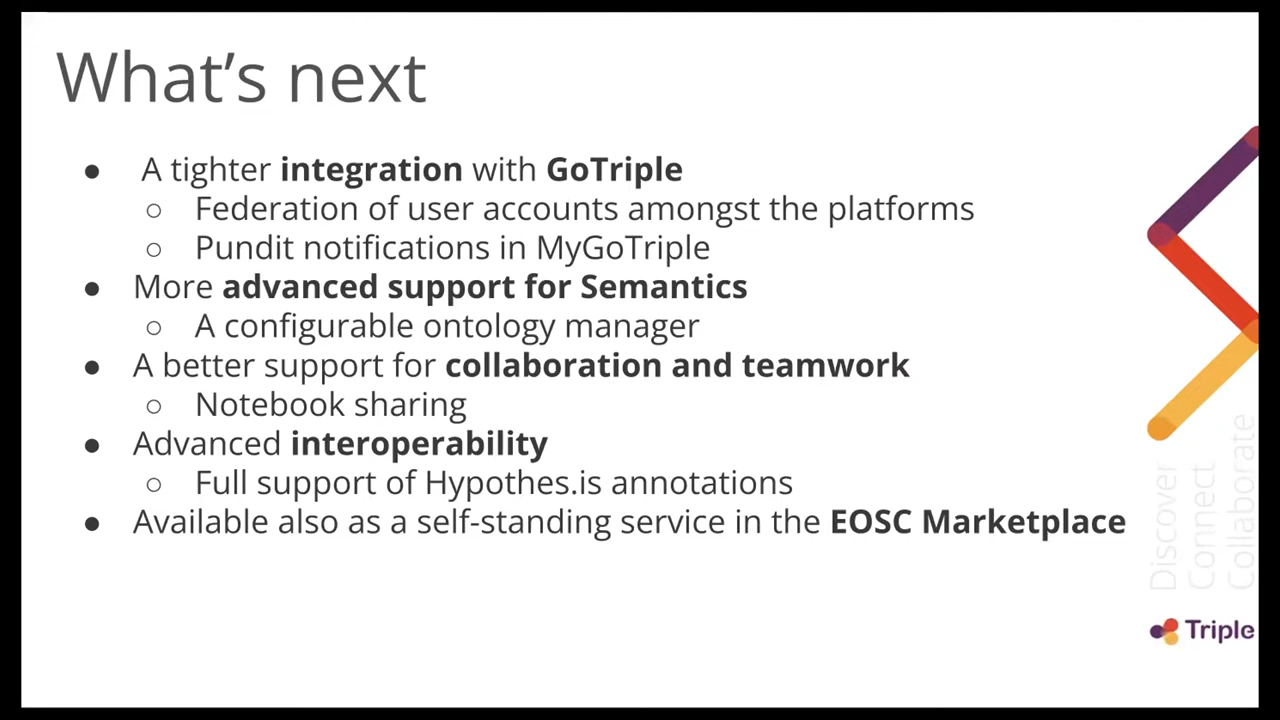 What's next
● A tighter integration with GoTriple
○ Federation of user accounts amongst the platforms
○ Pundit notifications in MyGoTriple
● More advanced support for Semantics
○ A configurable ontology manager
● A better support for collaboration and teamwork
○ Notebook sharing
● Advanced interoperability
○ Full support of Hypothes.is annotations
● Available also as a self-standing service in the EOSC Marketplace
Discover
Connect
Collaborate
Triple